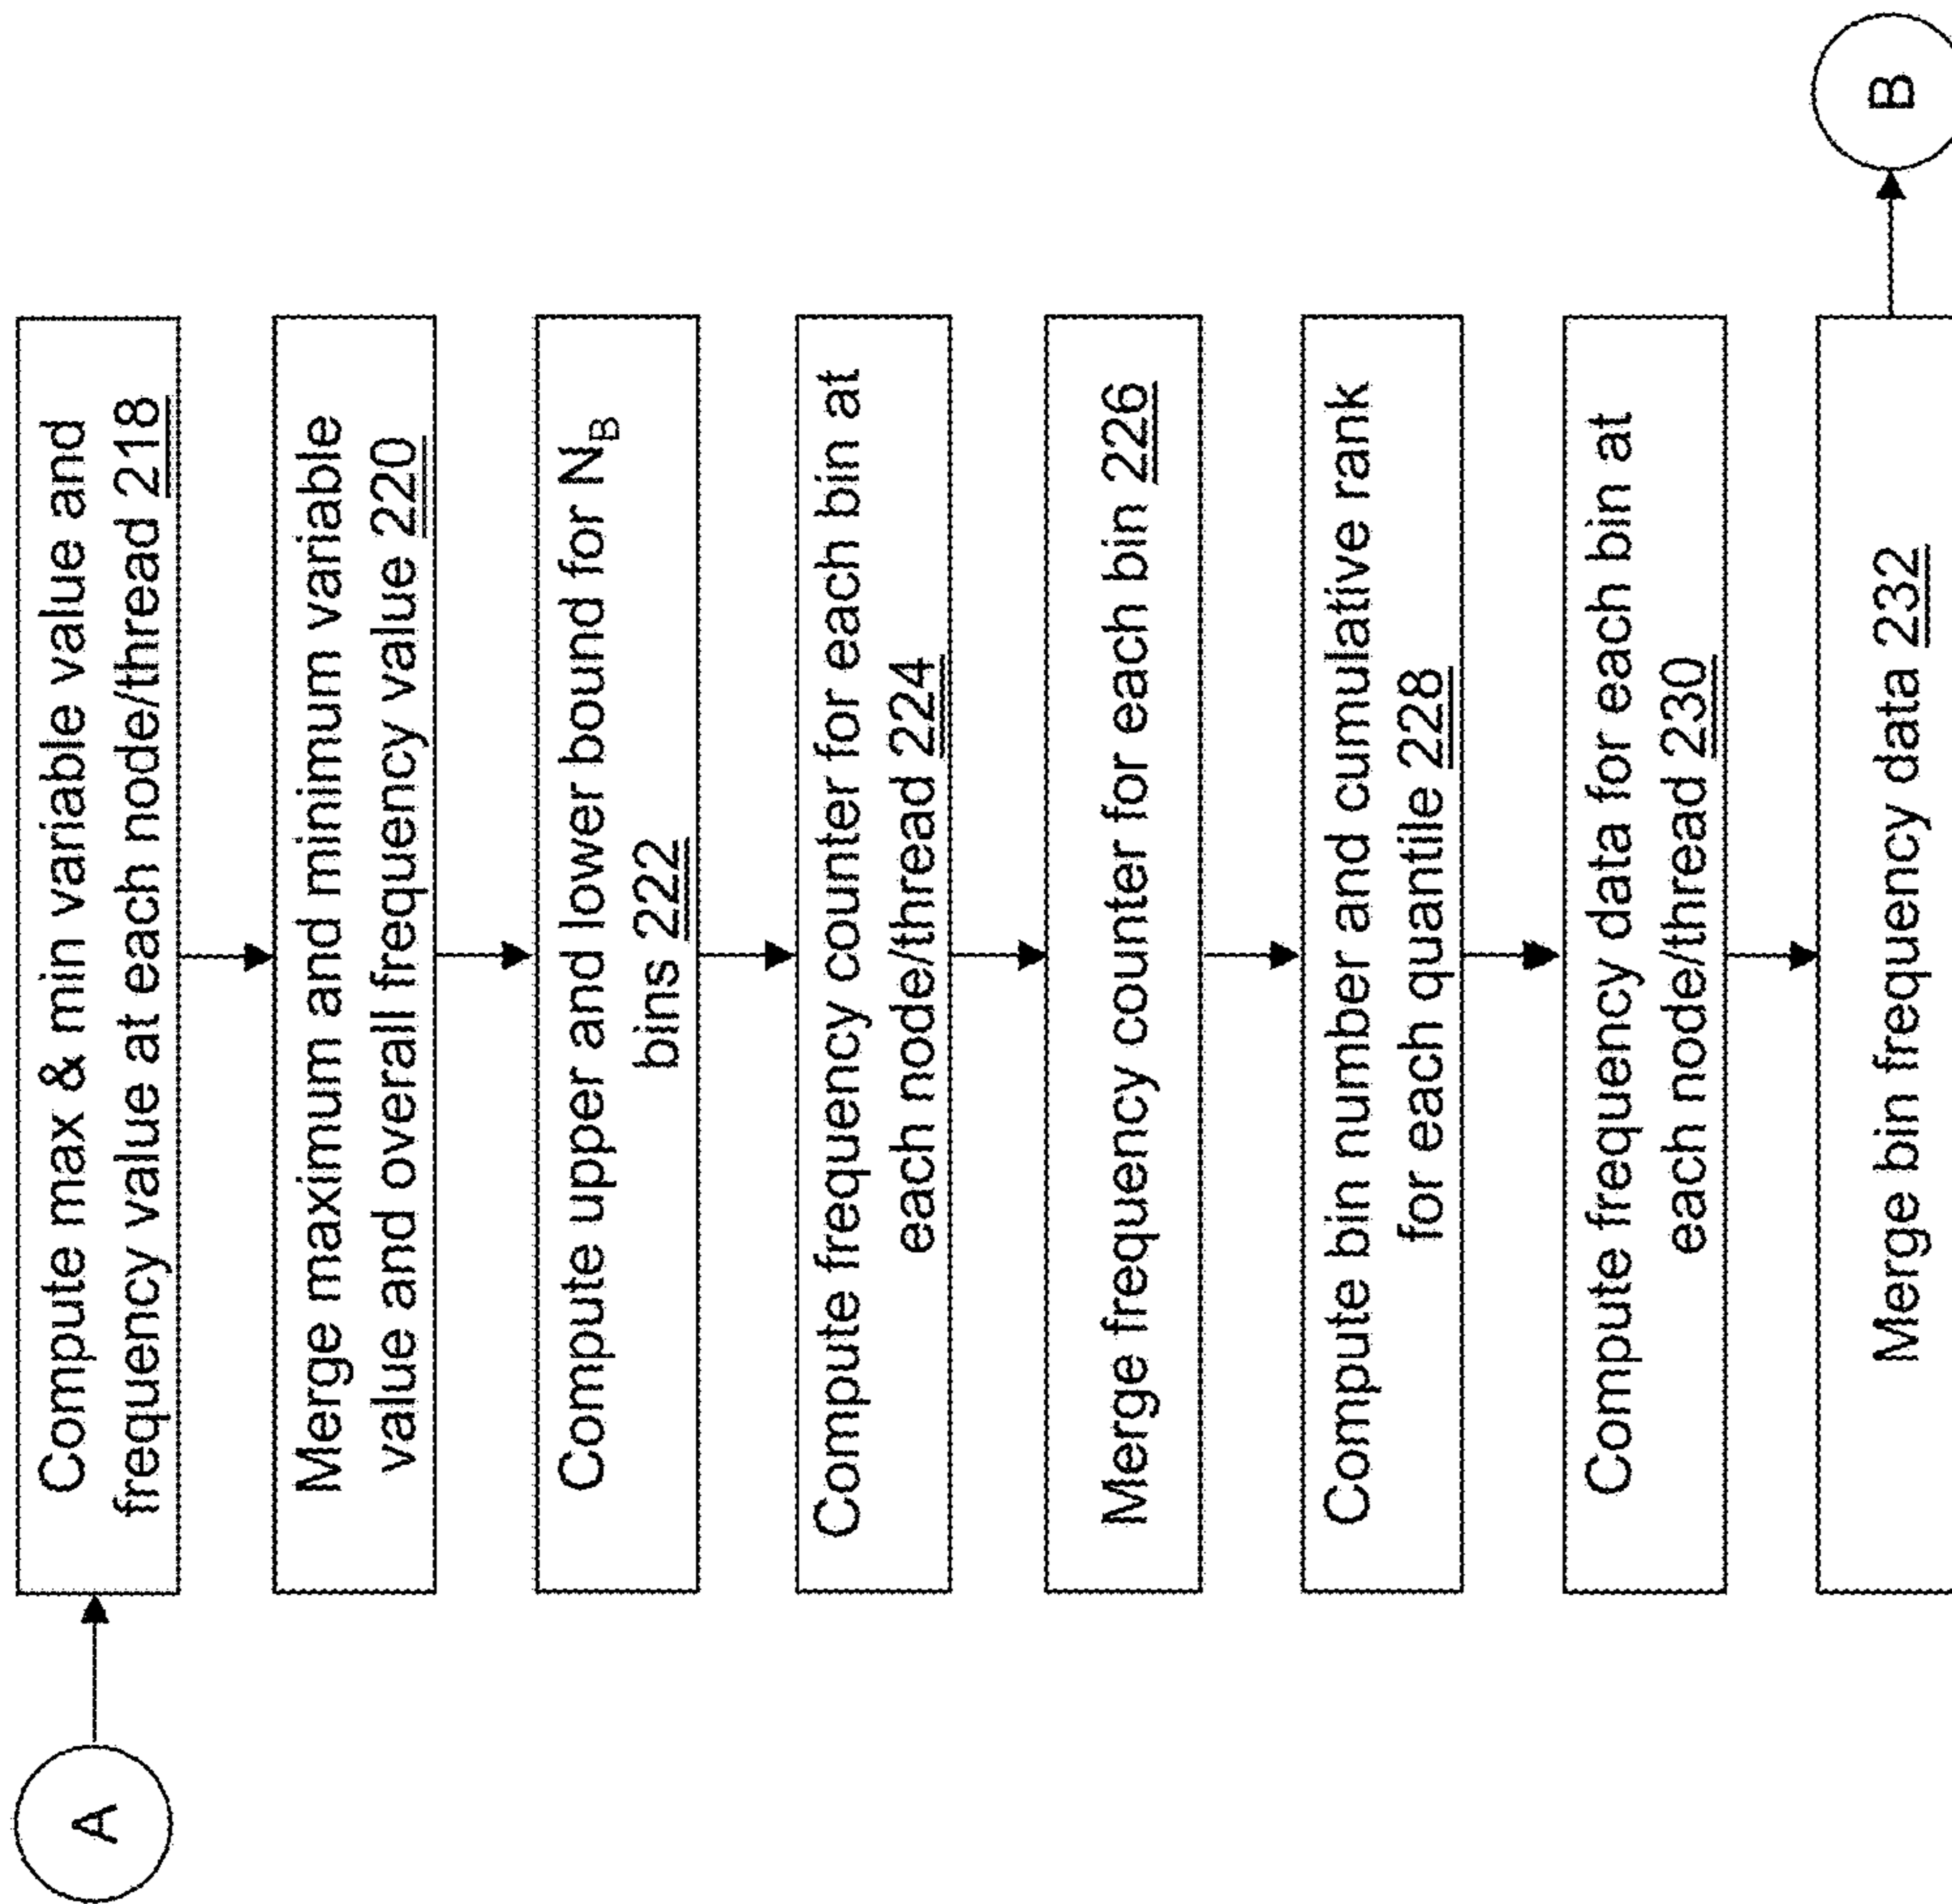 A
Compute max & min variable value and
frequency value at each node/thread 218
Merge maximum and minimum variable
value and overall frequency value 220
Compute upper and lower bound for N_B
bins 222
Compute frequency counter for each bin at
each node/thread 224
Merge frequency counter for each bin 226
Compute bin number and cumulative rank
for each quantile 228
Compute frequency data for each bin at
each node/thread 230
Merge bin frequency data 232
B